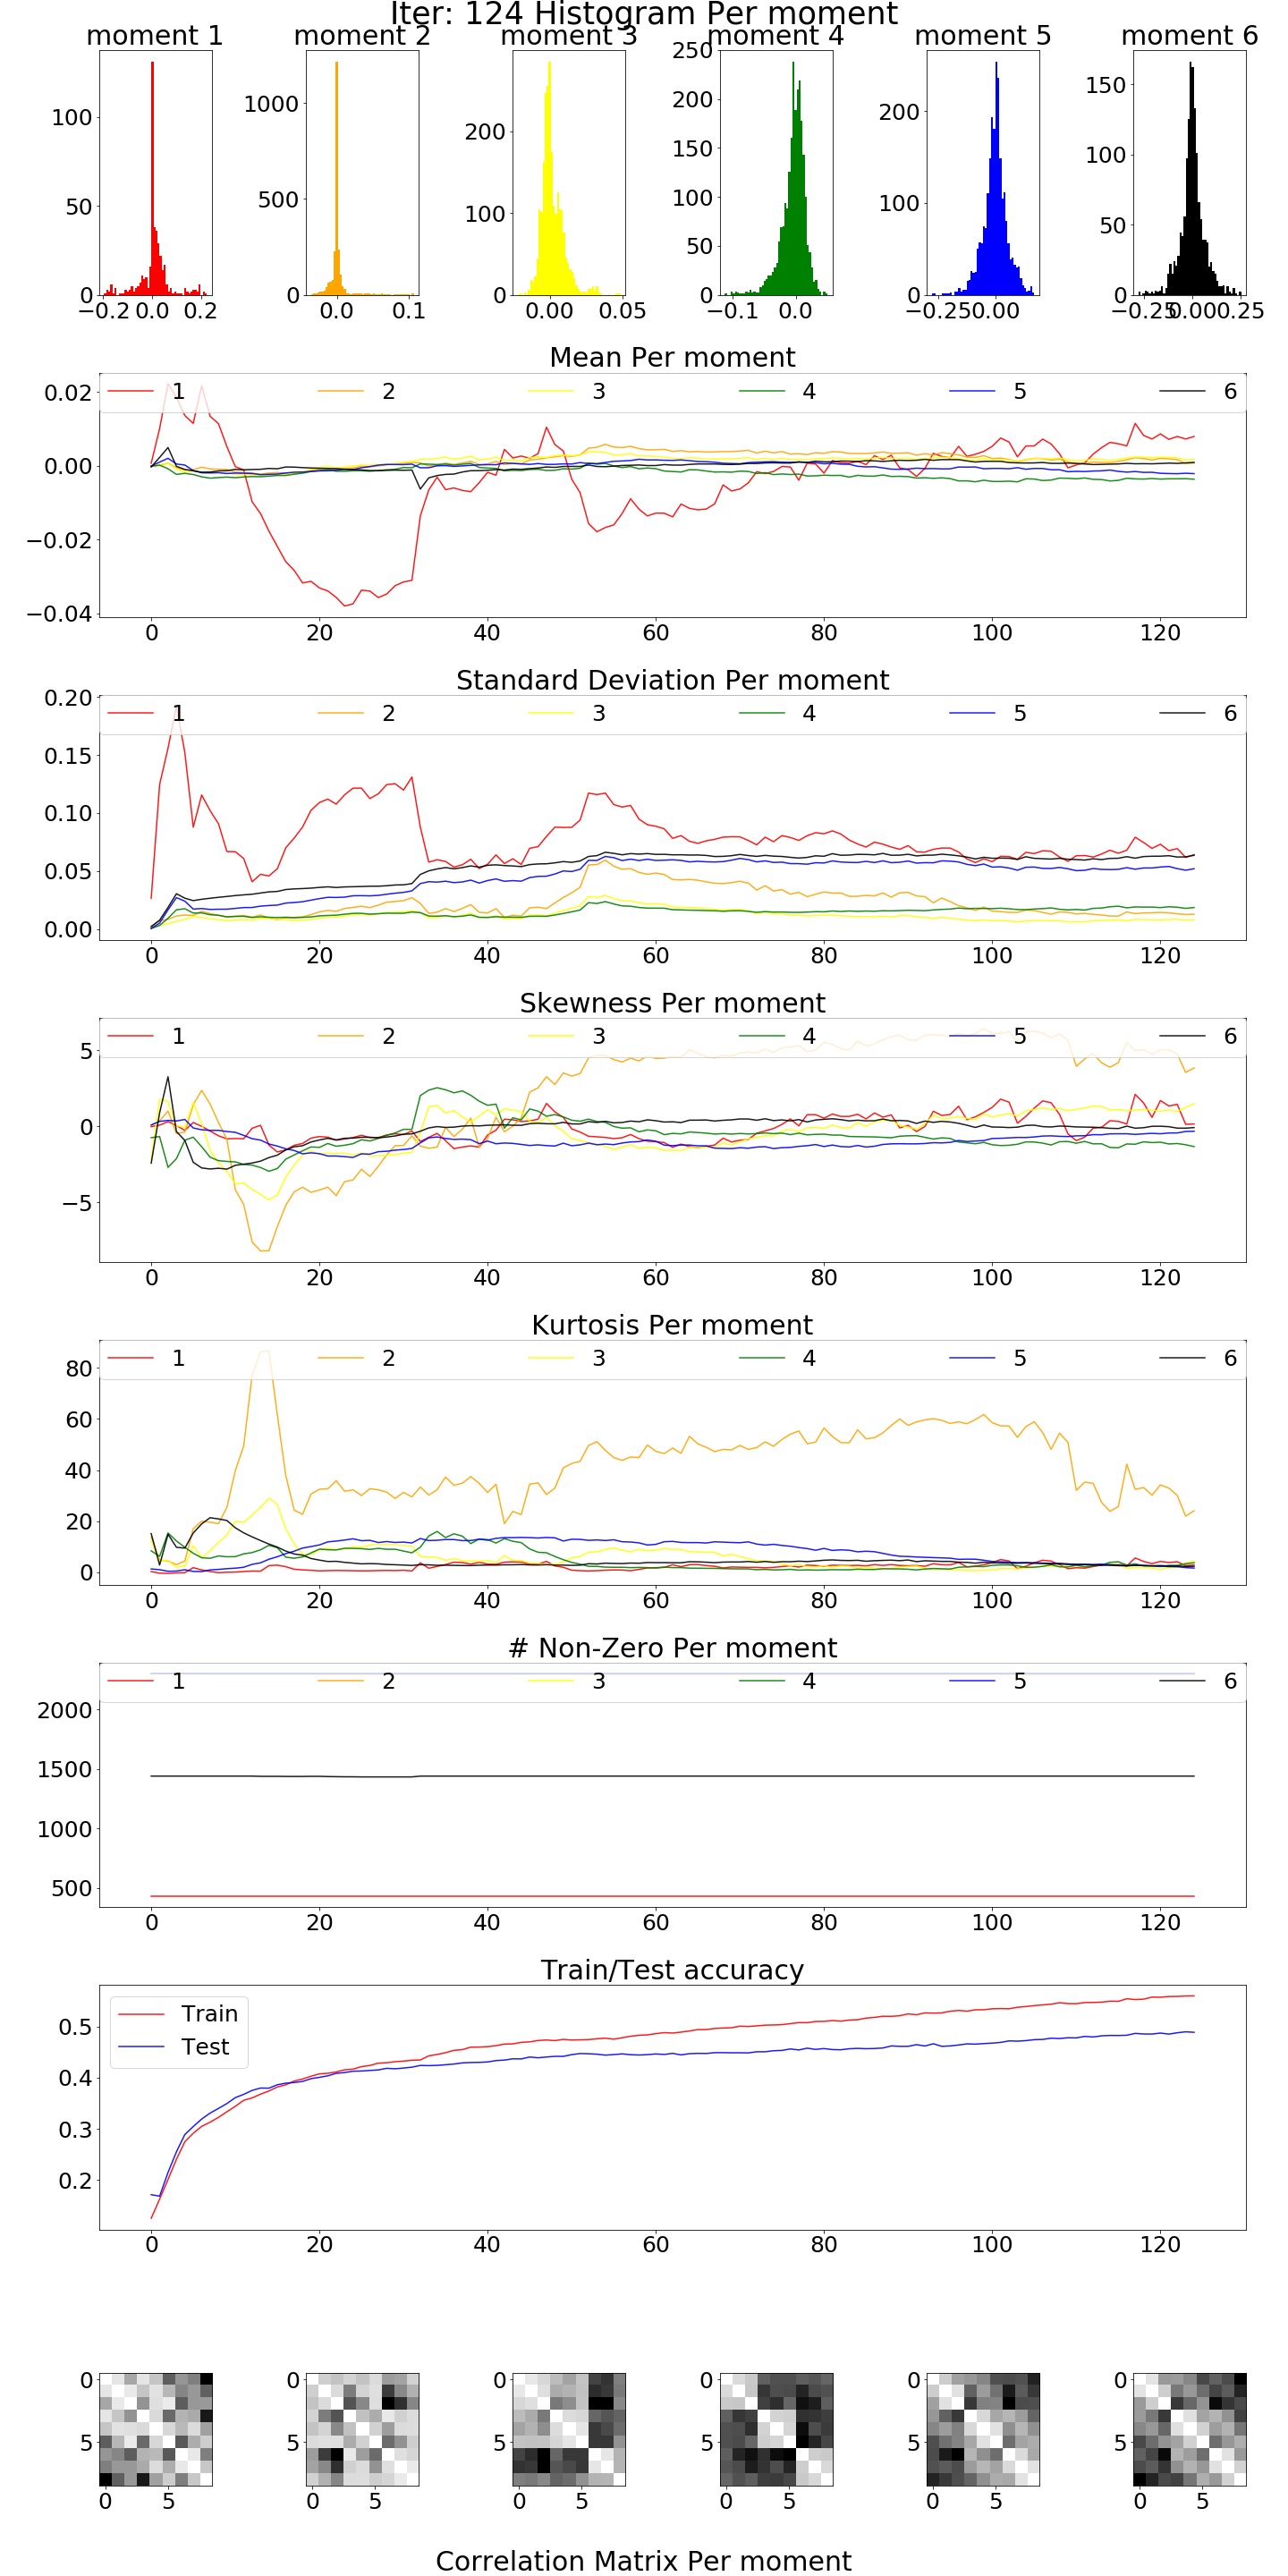 Iter: 124 Histogram Per moment
moment 1 moment 2 moment 3 moment 4 moment 5 moment 6
100
50
0
−0.2 0.0 0.2
1000
500
0
0.0 0.1
200
100
0
0.00 0.05
250
200
150
100
50
0
−0.1 0.0
200
100
0
−0.25 0.00
150
100
50
0
−0.25 0.00 0.25
Mean Per moment
1 2 3 4 5 6
0.02
0.00
−0.02
−0.04
0 20 40 60 80 100 120
Standard Deviation Per moment
1 2 3 4 5 6
0.20
0.15
0.10
0.05
0.00
0 20 40 60 80 100 120
Skewness Per moment
1 2 3 4 5 6
5
0
−5
0 20 40 60 80 100 120
Kurtosis Per moment
1 2 3 4 5 6
80
60
40
20
0
0 20 40 60 80 100 120
# Non-Zero Per moment
1 2 3 4 5 6
2000
1500
1000
500
0 20 40 60 80 100 120
Train/Test accuracy
Train
Test
0.5
0.4
0.3
0.2
0 20 40 60 80 100 120
0 0 0 0 0 0
5 5 5 5 5 5
0 5 0 5 0 5 0 5 0 5 0 5
Correlation Matrix Per moment